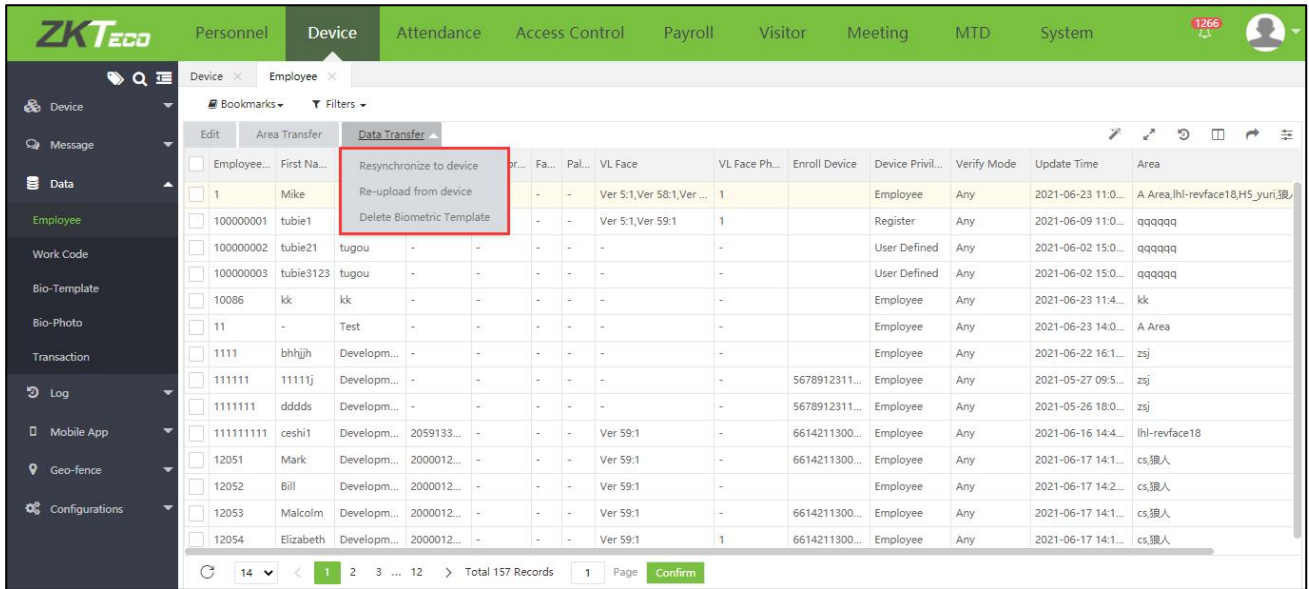 ZKTeco Personnel Device Attendance Access Control Payroll Visitor Meeting MTD System 1266
Device Employee
Device
Message
Data
Employee
Work Code
Bio-Template
Bio-Photo
Transaction
Log
Mobile App
Geo-fence
Configurations
Bookmarks Filters
Edit Area Transfer Data Transfer
Resynchronize to device
Re-upload from device
Delete Biometric Template
Employee... First Na... or... Fa... Pal... VL Face VL Face Ph... Enroll Device Device Privil... Verify Mode Update Time Area
1 Mike - - Ver 5:1,Ver 58:1,Ver ... 1 Employee Any 2021-06-23 11:0... A Area,lhl-revface18,H5_yuri,狼
100000001 tubie1 - - Ver 5:1,Ver 59:1 1 Register Any 2021-06-09 11:0... qqqqqq
100000002 tubie21 tugou - - - - - - User Defined Any 2021-06-02 15:0... qqqqqq
100000003 tubie3123 tugou - - - - - - User Defined Any 2021-06-02 15:0... qqqqqq
10086 kk kk - - - - - - Employee Any 2021-06-23 11:4... kk
11 - Test - - - - - - Employee Any 2021-06-23 14:0... A Area
1111 bhhjjh Developm... - - - - - - Employee Any 2021-06-22 16:1... zsj
111111 11111j Developm... - - - - - - 5678912311... Employee Any 2021-05-27 09:5... zsj
1111111 dddds Developm... - - - - - - 5678912311... Employee Any 2021-05-26 18:0... zsj
111111111 ceshi1 Developm... 2059133... - - - Ver 59:1 - 6614211300... Employee Any 2021-06-16 14:4... lhl-revface18
12051 Mark Developm... 2000012... - - - Ver 59:1 - 6614211300... Employee Any 2021-06-17 14:1... cs,狼人
12052 Bill Developm... 2000012... - - - Ver 59:1 - Employee Any 2021-06-17 14:2... cs,狼人
12053 Malcolm Developm... 2000012... - - - Ver 59:1 - 6614211300... Employee Any 2021-06-17 14:1... cs,狼人
12054 Elizabeth Developm... 2000012... - - - Ver 59:1 1 6614211300... Employee Any 2021-06-17 14:1... cs,狼人
14 < 1 2 3 ... 12 > Total 157 Records 1 Page Confirm